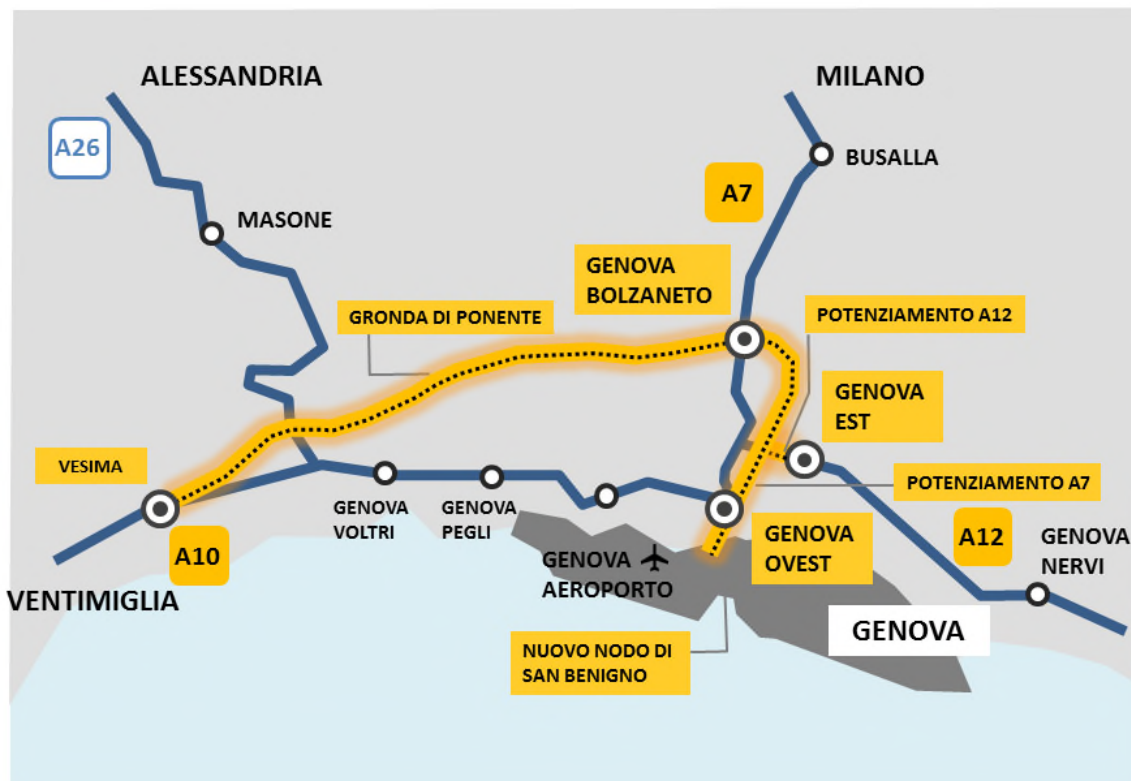 ALESSANDRIA
MILANO
A26
BUSALLA
A7
MASONE
GENOVA
BOLZANETO
GRONDA DI PONENTE
POTENZIAMENTO A12
GENOVA
EST
VESIMA
POTENZIAMENTO A7
GENOVA
VOLTRI
GENOVA
PEGLI
A10
GENOVA
AEROPORTO
GENOVA
OVEST
A12
GENOVA
NERVI
VENTIMIGLIA
GENOVA
NUOVO NODO DI
SAN BENIGNO